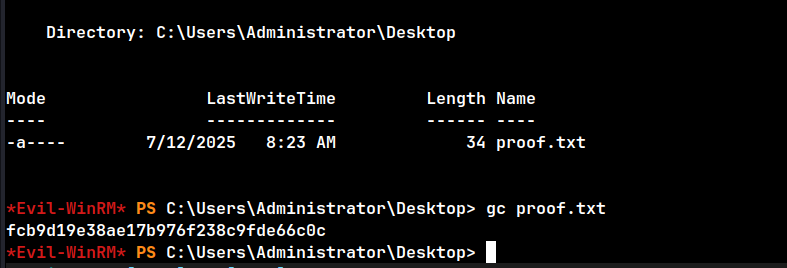 Directory: C:\Users\Administrator\Desktop
Mode LastWriteTime Length Name
---- ------------- ------ ----
-a---- 7/12/2025 8:23 AM 34 proof.txt
*Evil-WinRM* PS C:\Users\Administrator\Desktop> gc proof.txt
fcb9d19e38ae17b976f238c9fde66c0c
*Evil-WinRM* PS C:\Users\Administrator\Desktop>